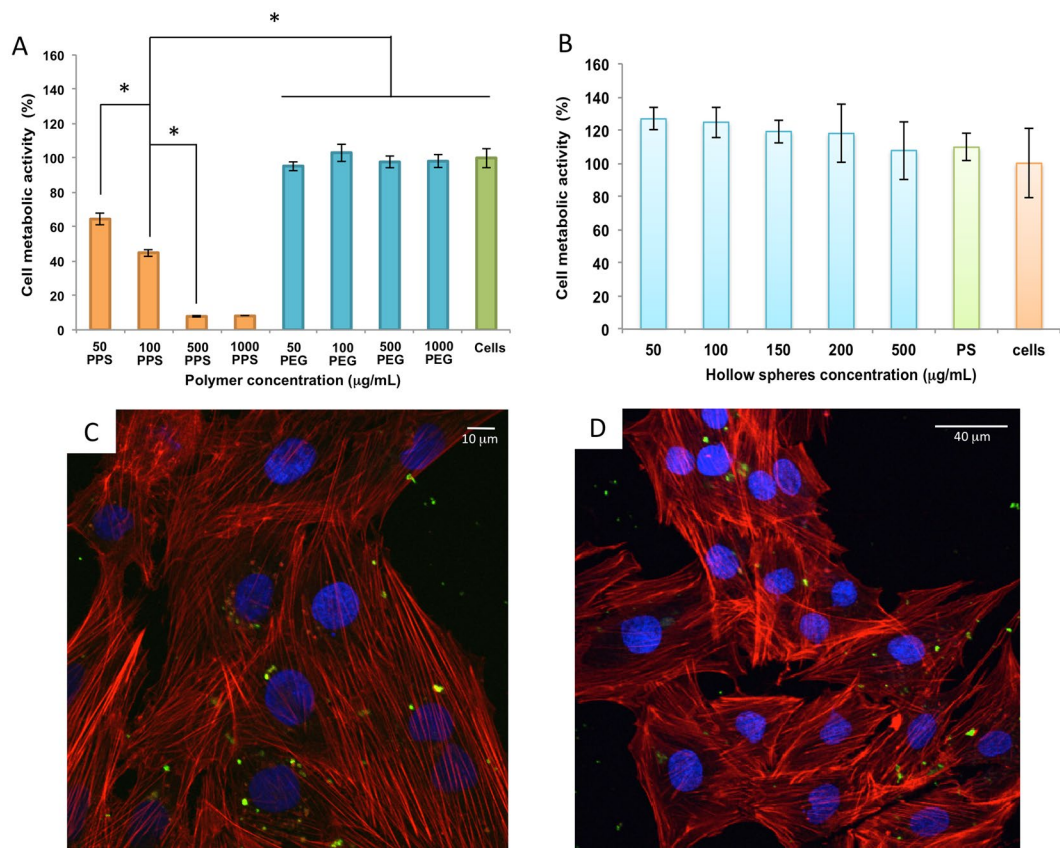 A
*
*
*
Cell metabolic activity (%)
160
140
120
100
80
60
40
20
0
50 100 500 1000 50 100 500 1000 Cells
PPS PPS PPS PPS PEG PEG PEG PEG
Polymer concentration (μg/mL)
B
Cell metabolic activity (%)
160
140
120
100
80
60
40
20
0
50 100 150 200 500 PS cells
Hollow spheres concentration (μg/mL)
C
10 μm
D
40 μm